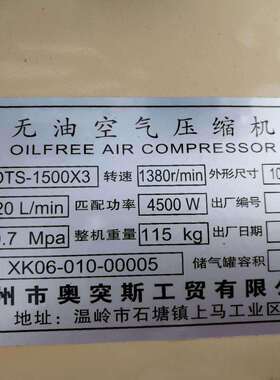 无油空气压缩机
OILFREE AIR COMPRESSOR
OTS-1500X3 转速 1380r/min 外形尺寸 10
20 L/min 匹配功率 4500 W 出厂编号
0.7 Mpa 整机重量 115 kg 出厂日期
XK06-010-00005 储气罐容积
州市奥突斯工贸有限公
地址：温岭市石塘镇上马工业区